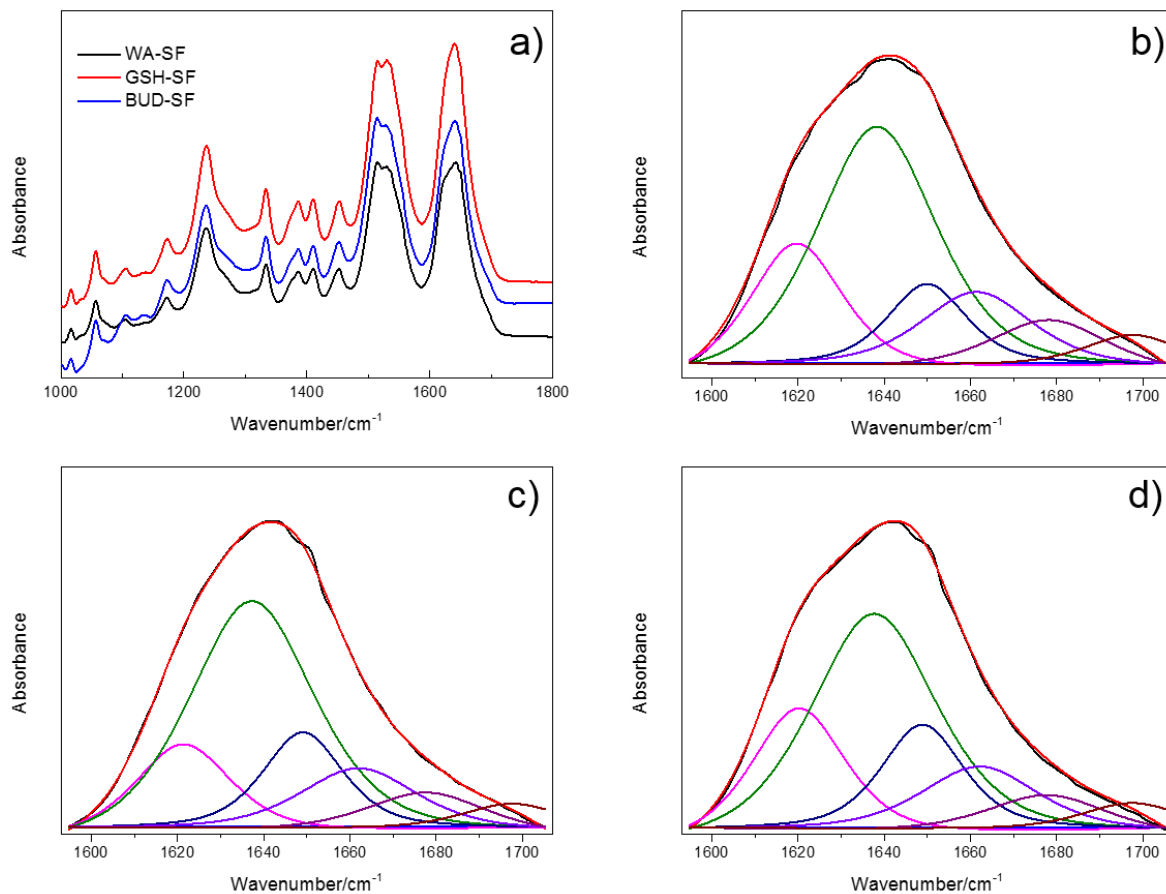 a)
WA-SF
GSH-SF
BUD-SF
Absorbance
1000 1200 1400 1600 1800
Wavenumber/cm⁻¹
b)
Absorbance
1600 1620 1640 1660 1680 1700
Wavenumber/cm⁻¹
c)
Absorbance
1600 1620 1640 1660 1680 1700
Wavenumber/cm⁻¹
d)
Absorbance
1600 1620 1640 1660 1680 1700
Wavenumber/cm⁻¹